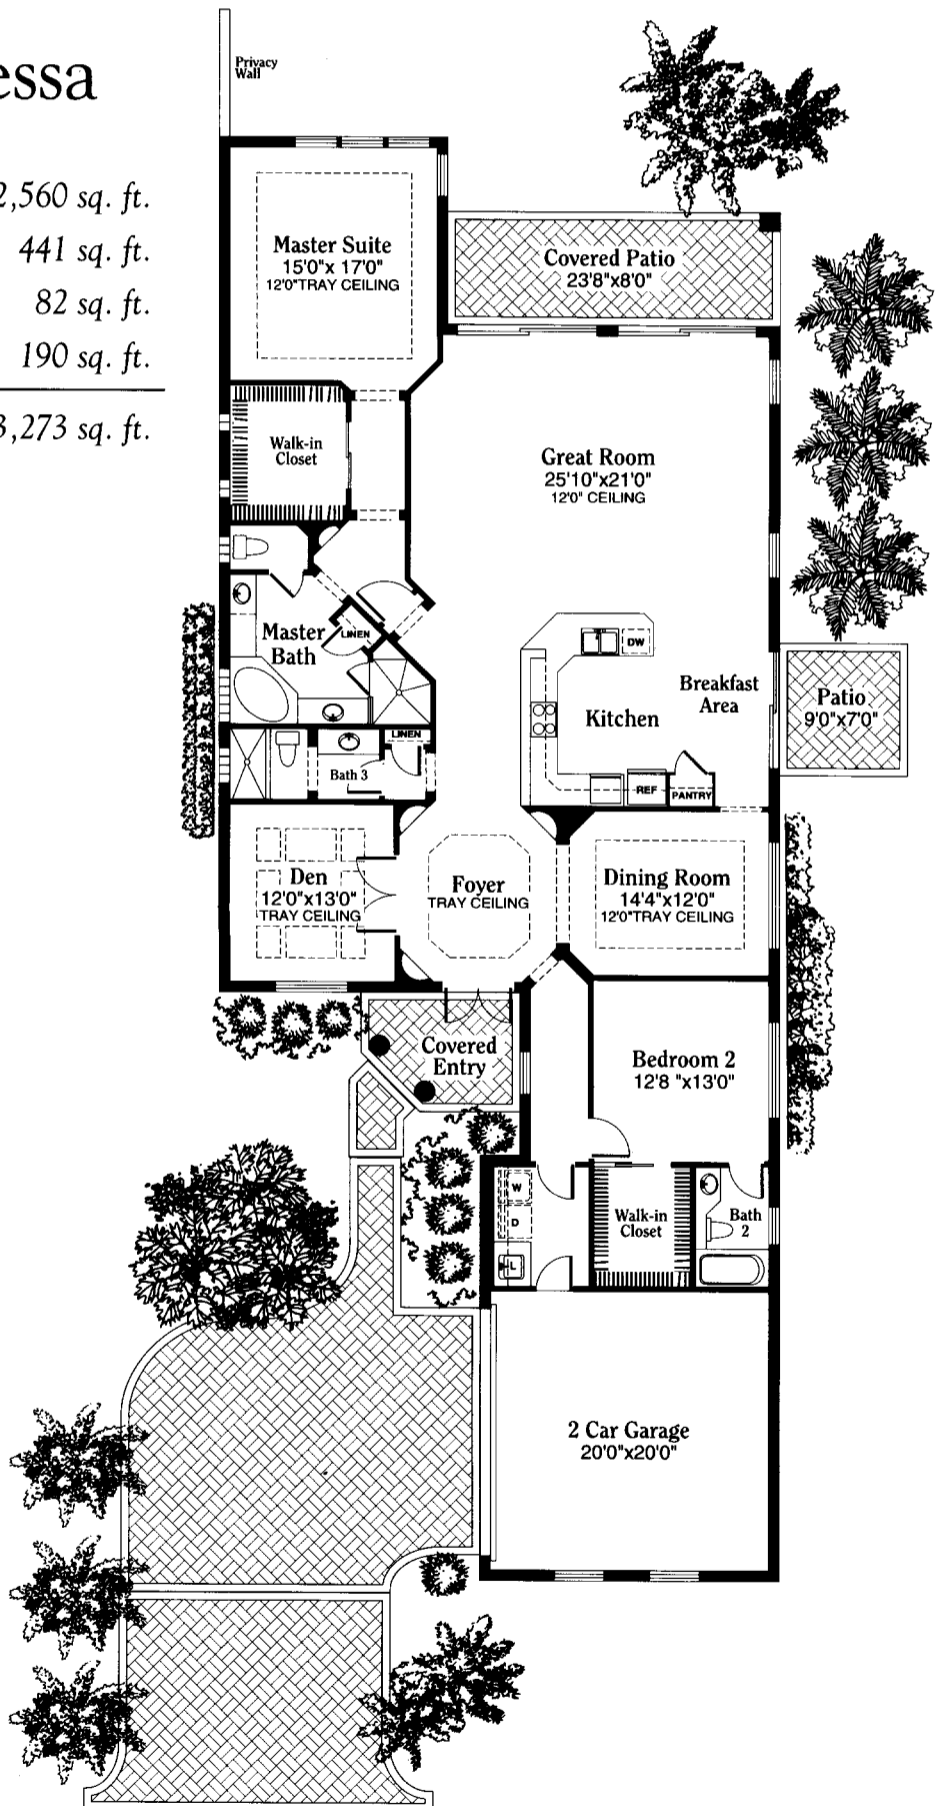 essa
2,560 sq. ft.
441 sq. ft.
82 sq. ft.
190 sq. ft.
3,273 sq. ft.
Privacy
Wall
Master Suite
15'0"x 17'0"
12'0"TRAY CEILING
Covered Patio
23'8"x8'0"
Walk-in
Closet
Great Room
25'10"x21'0"
12'0" CEILING
Master
Bath
LINEN
DW
Kitchen
Breakfast
Area
Patio
9'0"x7'0"
LINEN
Bath 3
REF
PANTRY
Den
12'0"x13'0"
TRAY CEILING
Foyer
TRAY CEILING
Dining Room
14'4"x12'0"
12'0"TRAY CEILING
Covered
Entry
Bedroom 2
12'8 "x13'0"
W
D
L
Walk-in
Closet
Bath
2
2 Car Garage
20'0"x20'0"